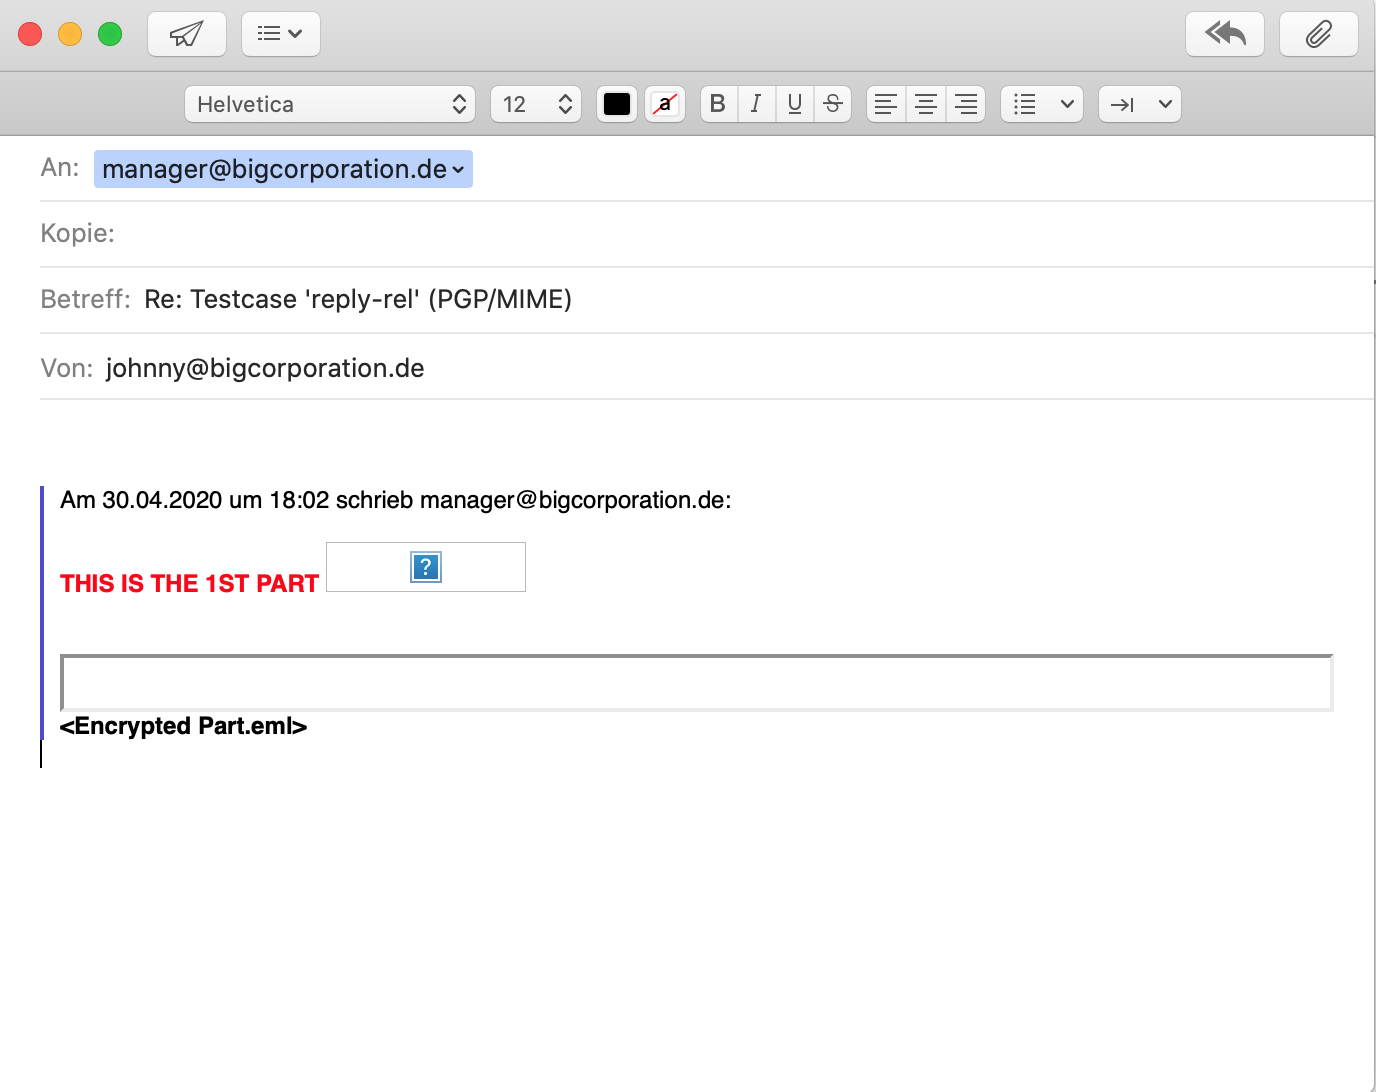 Helvetica 12 a B I U S
An: manager@bigcorporation.de
Kopie:
Betreff: Re: Testcase 'reply-rel' (PGP/MIME)
Von: johnny@bigcorporation.de
Am 30.04.2020 um 18:02 schrieb manager@bigcorporation.de:
THIS IS THE 1ST PART ?
<Encrypted Part.eml>